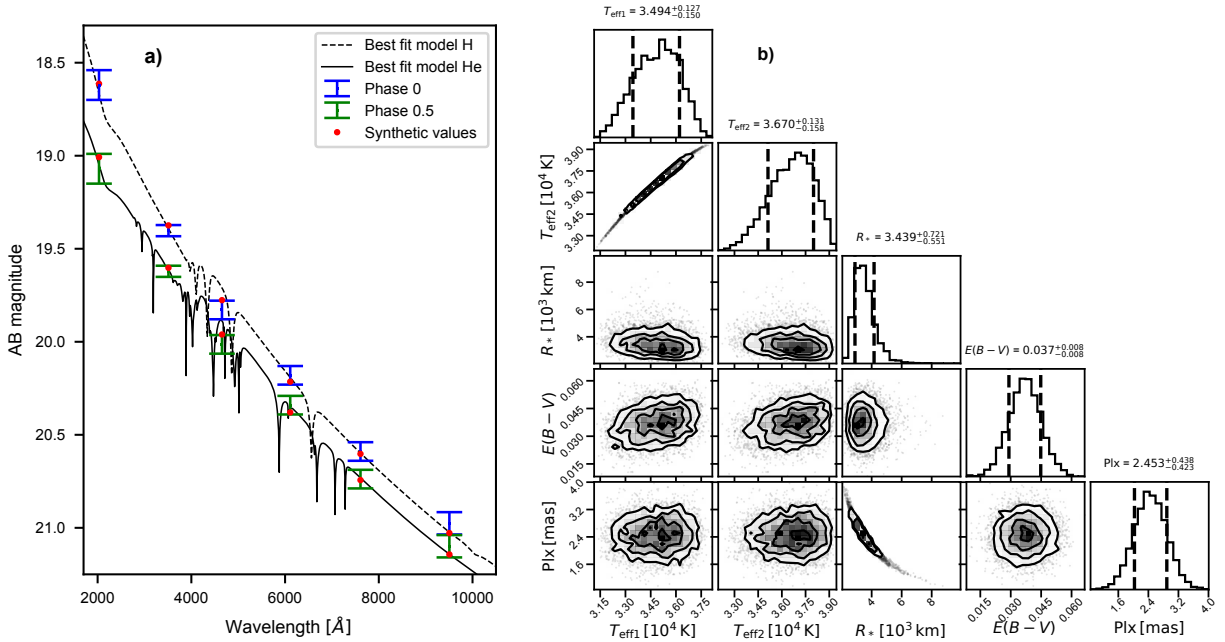 a)
Best fit model H
Best fit model He
Phase 0
Phase 0.5
Synthetic values
AB magnitude
18.5
19.0
19.5
20.0
20.5
21.0
2000 4000 6000 8000 10000
Wavelength [Å]
b)
T_eff1 = 3.494^{+0.127}_{-0.150}
T_eff2 = 3.670^{+0.131}_{-0.158}
R_* = 3.439^{+0.721}_{-0.551}
E(B − V) = 0.037^{+0.008}_{-0.008}
Plx = 2.453^{+0.438}_{-0.423}
T_eff2 [10^4 K]
3.90
3.75
3.60
3.45
3.30
R_* [10^3 km]
8
6
4
E(B − V)
0.060
0.045
0.030
0.015
Plx [mas]
4.0
3.2
2.4
1.6
3.15 3.30 3.45 3.60 3.75
T_eff1 [10^4 K]
3.30 3.45 3.60 3.75 3.90
T_eff2 [10^4 K]
4 6 8
R_* [10^3 km]
0.015 0.030 0.045 0.060
E(B − V)
1.6 2.4 3.2 4.0
Plx [mas]